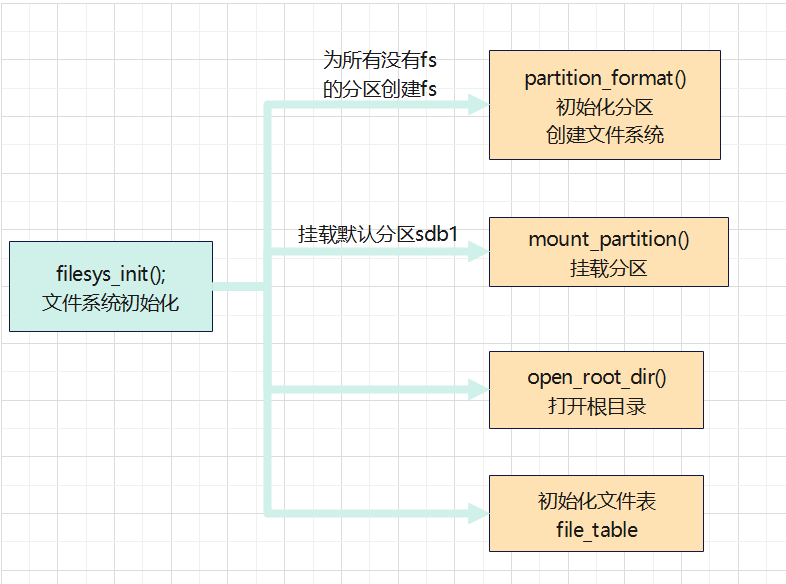 为所有没有fs
的分区创建fs
partition_format()
初始化分区
创建文件系统
挂载默认分区sdb1
mount_partition()
挂载分区
filesys_init();
文件系统初始化
open_root_dir()
打开根目录
初始化文件表
file_table